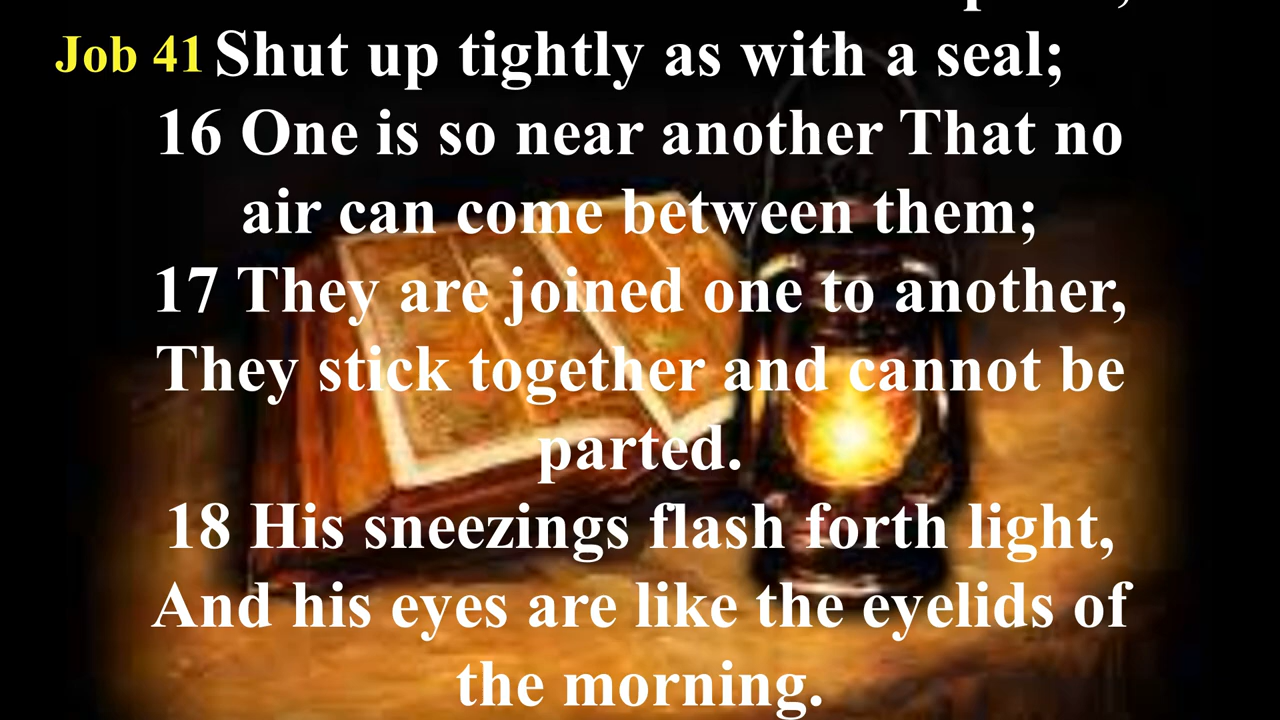 Job 41 Shut up tightly as with a seal;
16 One is so near another That no
air can come between them;
17 They are joined one to another,
They stick together and cannot be
parted.
18 His sneezings flash forth light,
And his eyes are like the eyelids of
the morning.